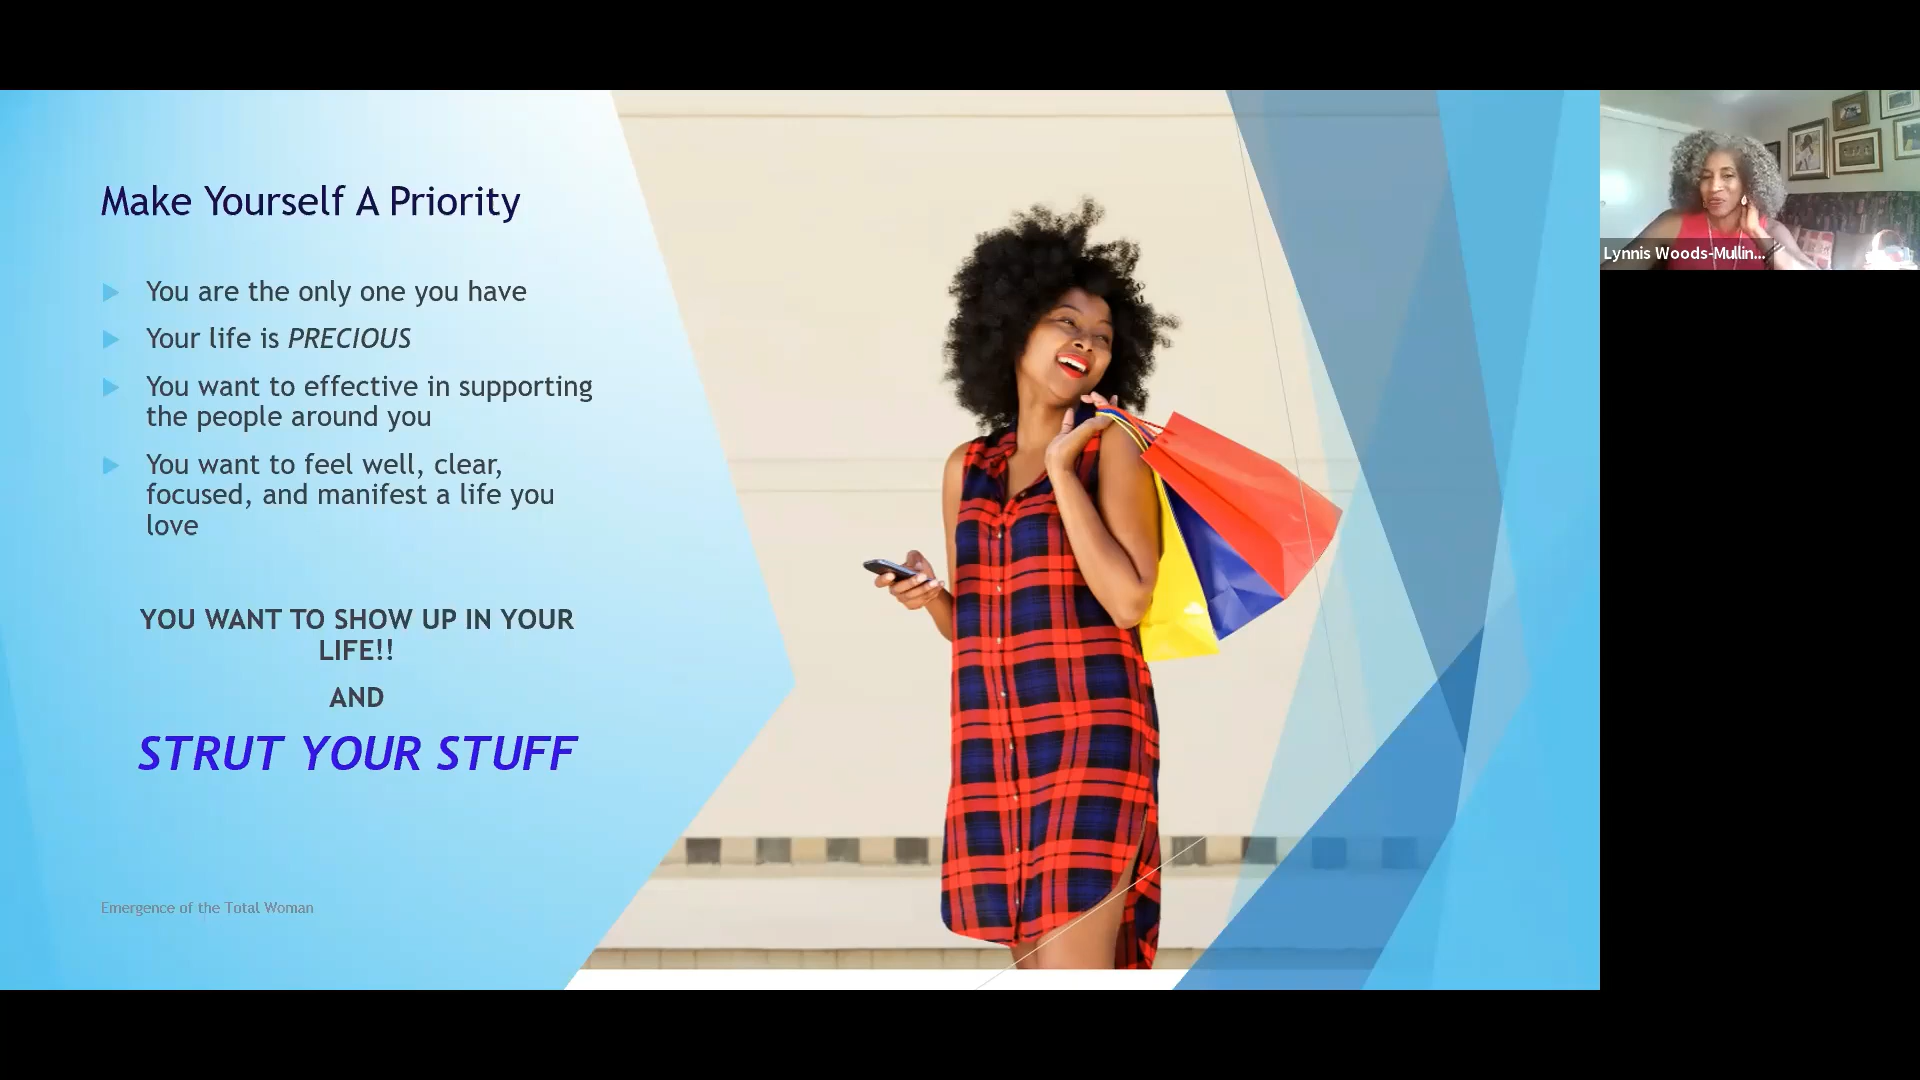 Make Yourself A Priority
You are the only one you have
Your life is PRECIOUS
You want to effective in supporting
the people around you
You want to feel well, clear,
focused, and manifest a life you
love
YOU WANT TO SHOW UP IN YOUR
LIFE!!
AND
STRUT YOUR STUFF
Emergence of the Total Woman
Lynnis Woods-Mullin...